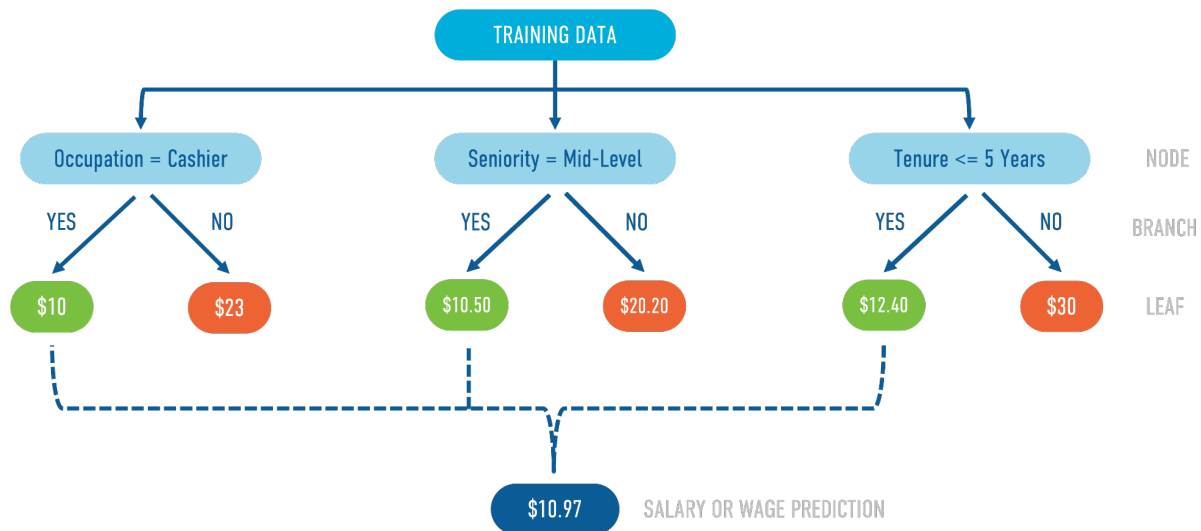 TRAINING DATA
Occupation = Cashier
Seniority = Mid-Level
Tenure <= 5 Years
NODE
YES
NO
YES
NO
YES
NO
BRANCH
$10
$23
$10.50
$20.20
$12.40
$30
LEAF
$10.97
SALARY OR WAGE PREDICTION